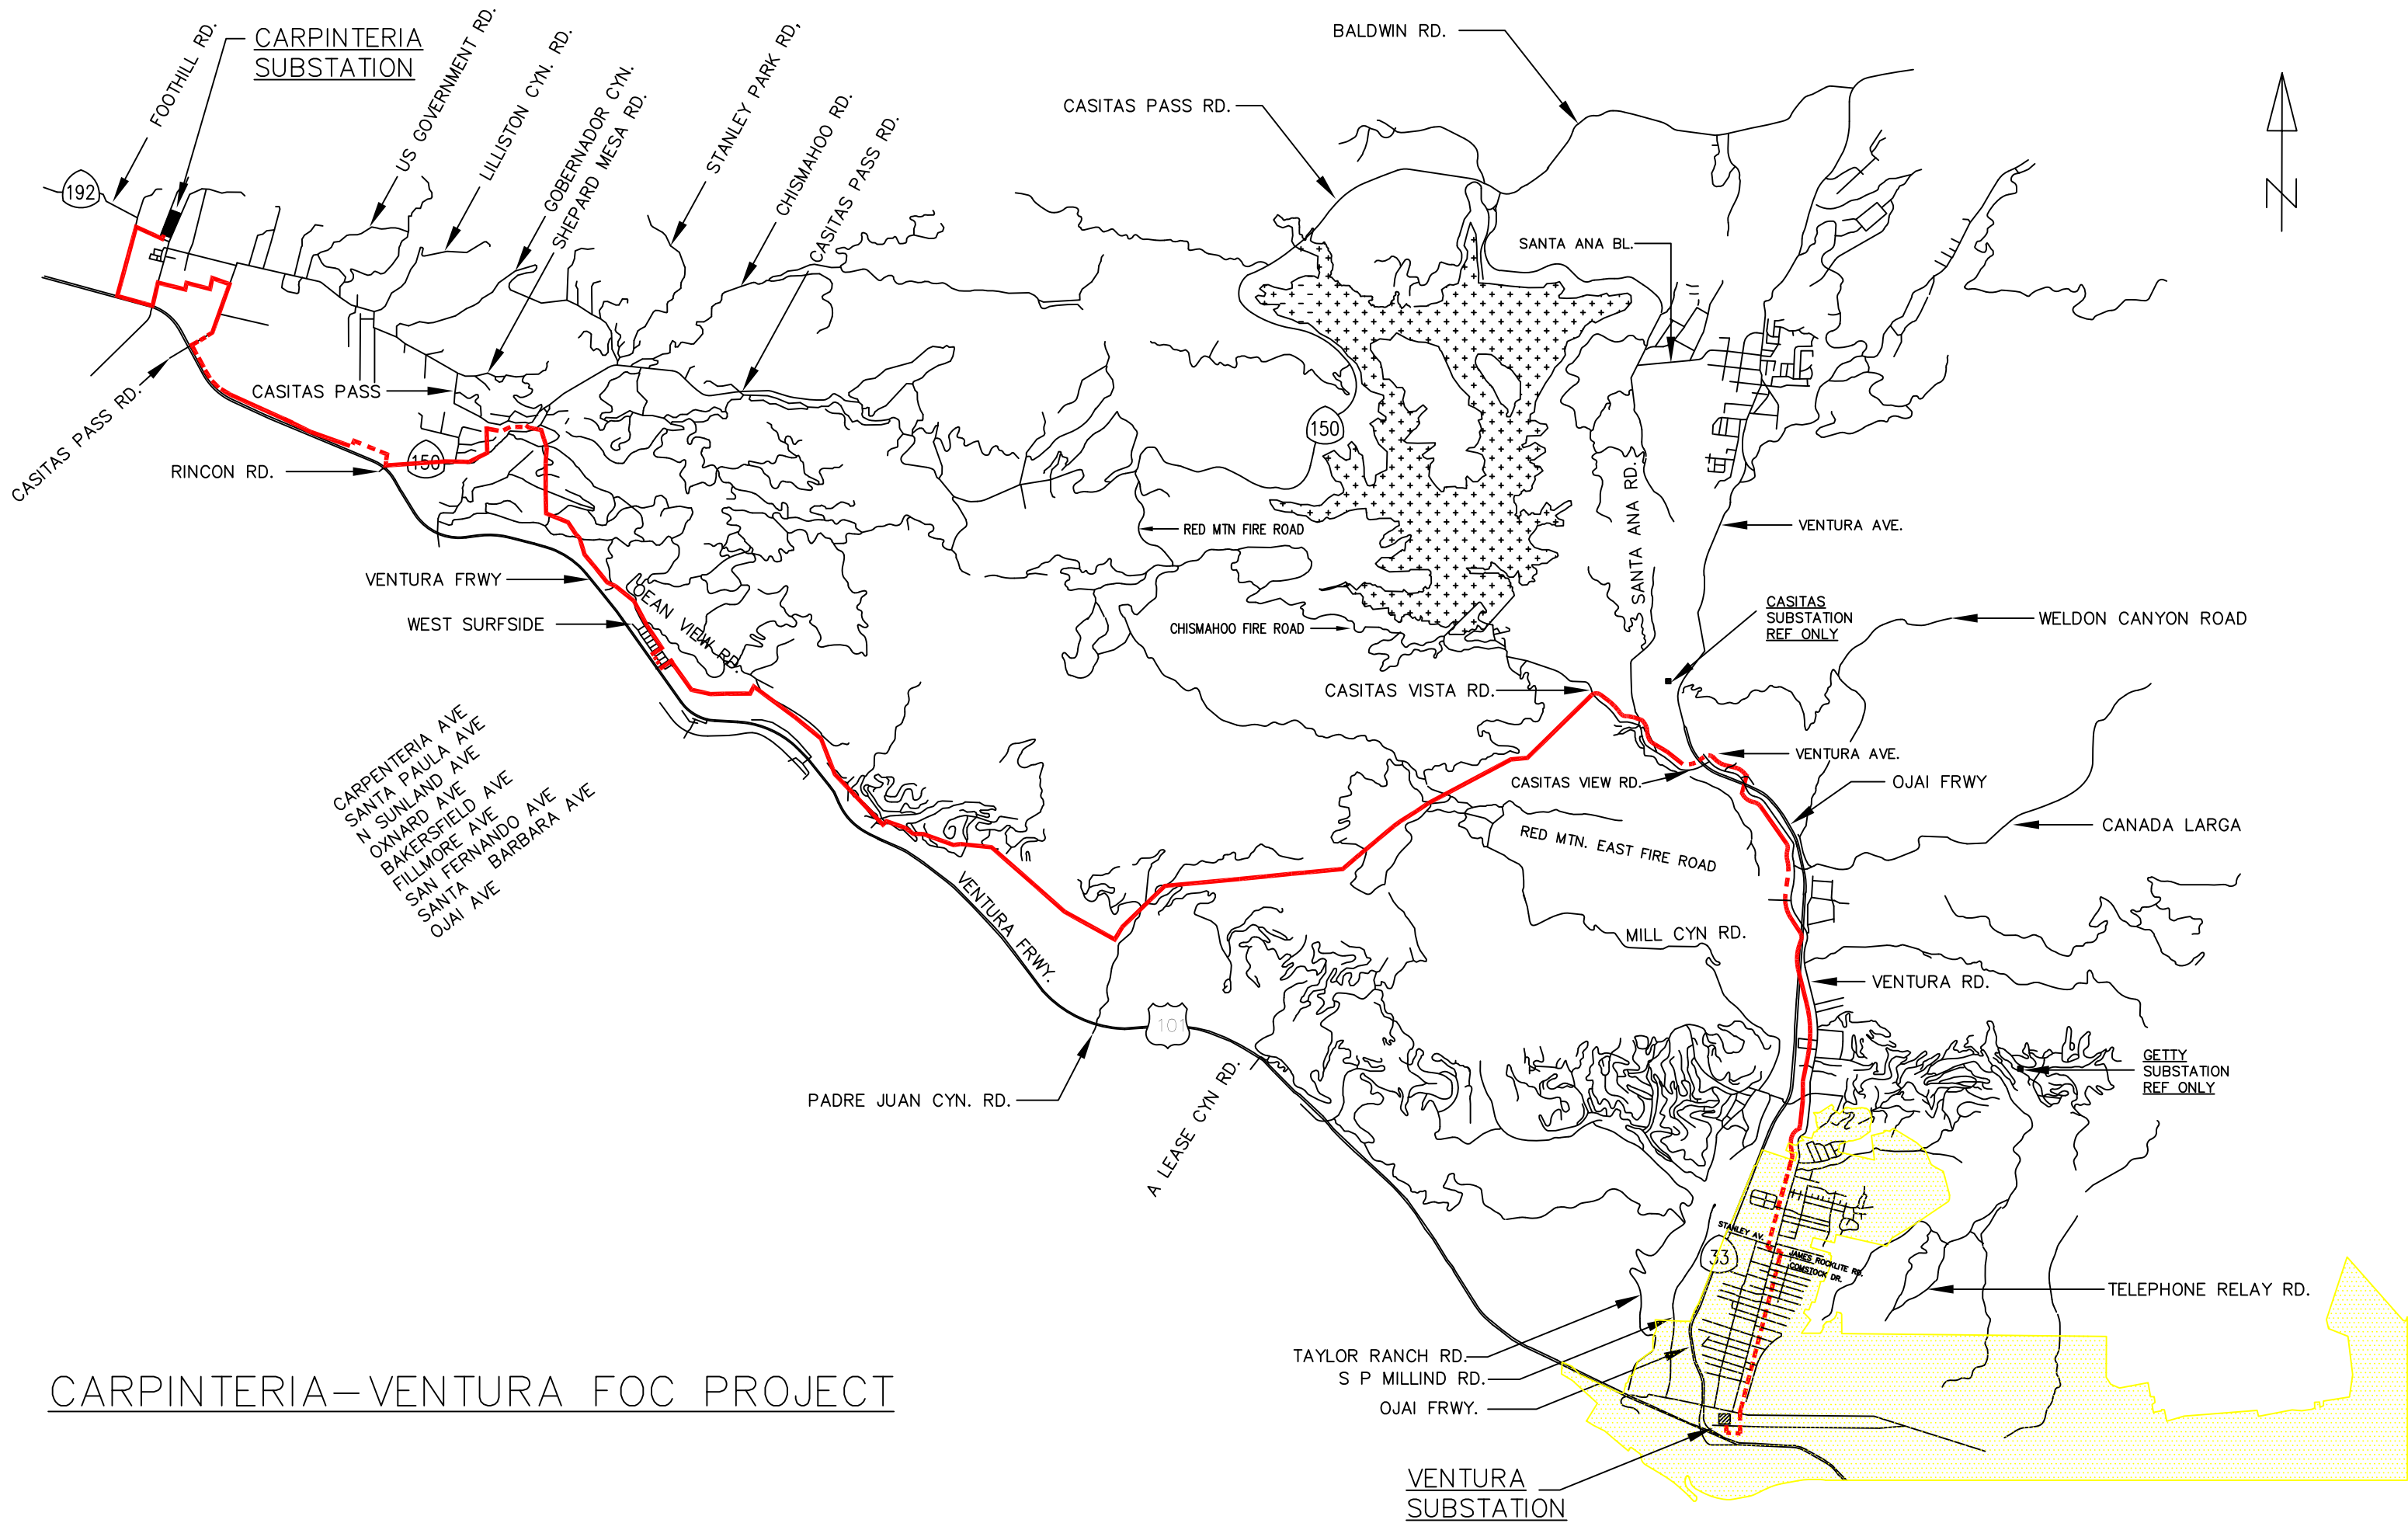 FOOTHILL RD.
CARPINTERIA
SUBSTATION
US GOVERNMENT RD.
LILLISTON CYN. RD.
GOBERNADOR CYN.
SHEPARD MESA RD.
STANLEY PARK RD,
CHISMAHOO RD.
CASITAS PASS RD.
BALDWIN RD.
CASITAS PASS RD.
N
192
SANTA ANA BL.
CASITAS PASS
CASITAS PASS RD.
150
150
RINCON RD.
SANTA ANA RD.
RED MTN FIRE ROAD
VENTURA AVE.
VENTURA FRWY
OEAN VIEW RD.
WEST SURFSIDE
CHISMAHOO FIRE ROAD
CASITAS
SUBSTATION
REF ONLY
WELDON CANYON ROAD
CASITAS VISTA RD.
VENTURA AVE.
CASITAS VIEW RD.
OJAI FRWY
CARPENTERIA AVE
SANTA PAULA AVE
N SUNLAND AVE
OXNARD AVE
BAKERSFIELD AVE
FILLMORE AVE
SAN FERNANDO AVE
SANTA BARBARA AVE
OJAI AVE
RED MTN. EAST FIRE ROAD
CANADA LARGA
VENTURA FRWY.
MILL CYN RD.
VENTURA RD.
101
GETTY
SUBSTATION
REF ONLY
PADRE JUAN CYN. RD.
A LEASE CYN RD.
STANLEY AV.
33
JAMES ROCKLITE RD.
COMSTOCK DR.
TELEPHONE RELAY RD.
TAYLOR RANCH RD.
S P MILLIND RD.
OJAI FRWY.
CARPINTERIA-VENTURA FOC PROJECT
VENTURA
SUBSTATION